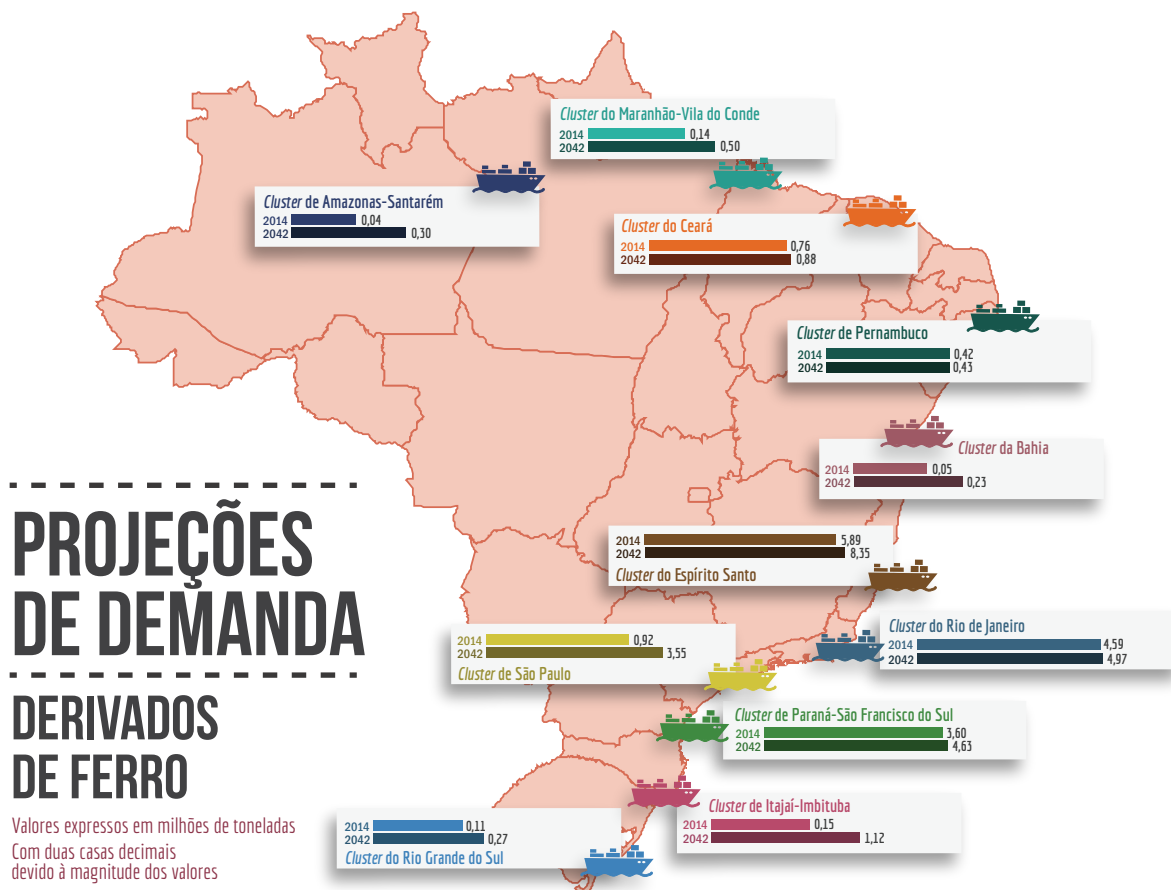 Cluster do Maranhão-Vila do Conde
2014 0,14
2042 0,50
Cluster de Amazonas-Santarém
2014 0,04
2042 0,30
Cluster do Ceará
2014 0,76
2042 0,88
Cluster de Pernambuco
2014 0,42
2042 0,43
Cluster da Bahia
2014 0,05
2042 0,23
2014 5,89
2042 8,35
Cluster do Espírito Santo
Cluster do Rio de Janeiro
2014 4,59
2042 4,97
2014 0,92
2042 3,55
Cluster de São Paulo
Cluster de Paraná-São Francisco do Sul
2014 3,60
2042 4,63
Cluster de Itajaí-Imbituba
2014 0,15
2042 1,12
2014 0,11
2042 0,27
Cluster do Rio Grande do Sul
PROJEÇÕES
DE DEMANDA
DERIVADOS
DE FERRO
Valores expressos em milhões de toneladas
Com duas casas decimais
devido à magnitude dos valores